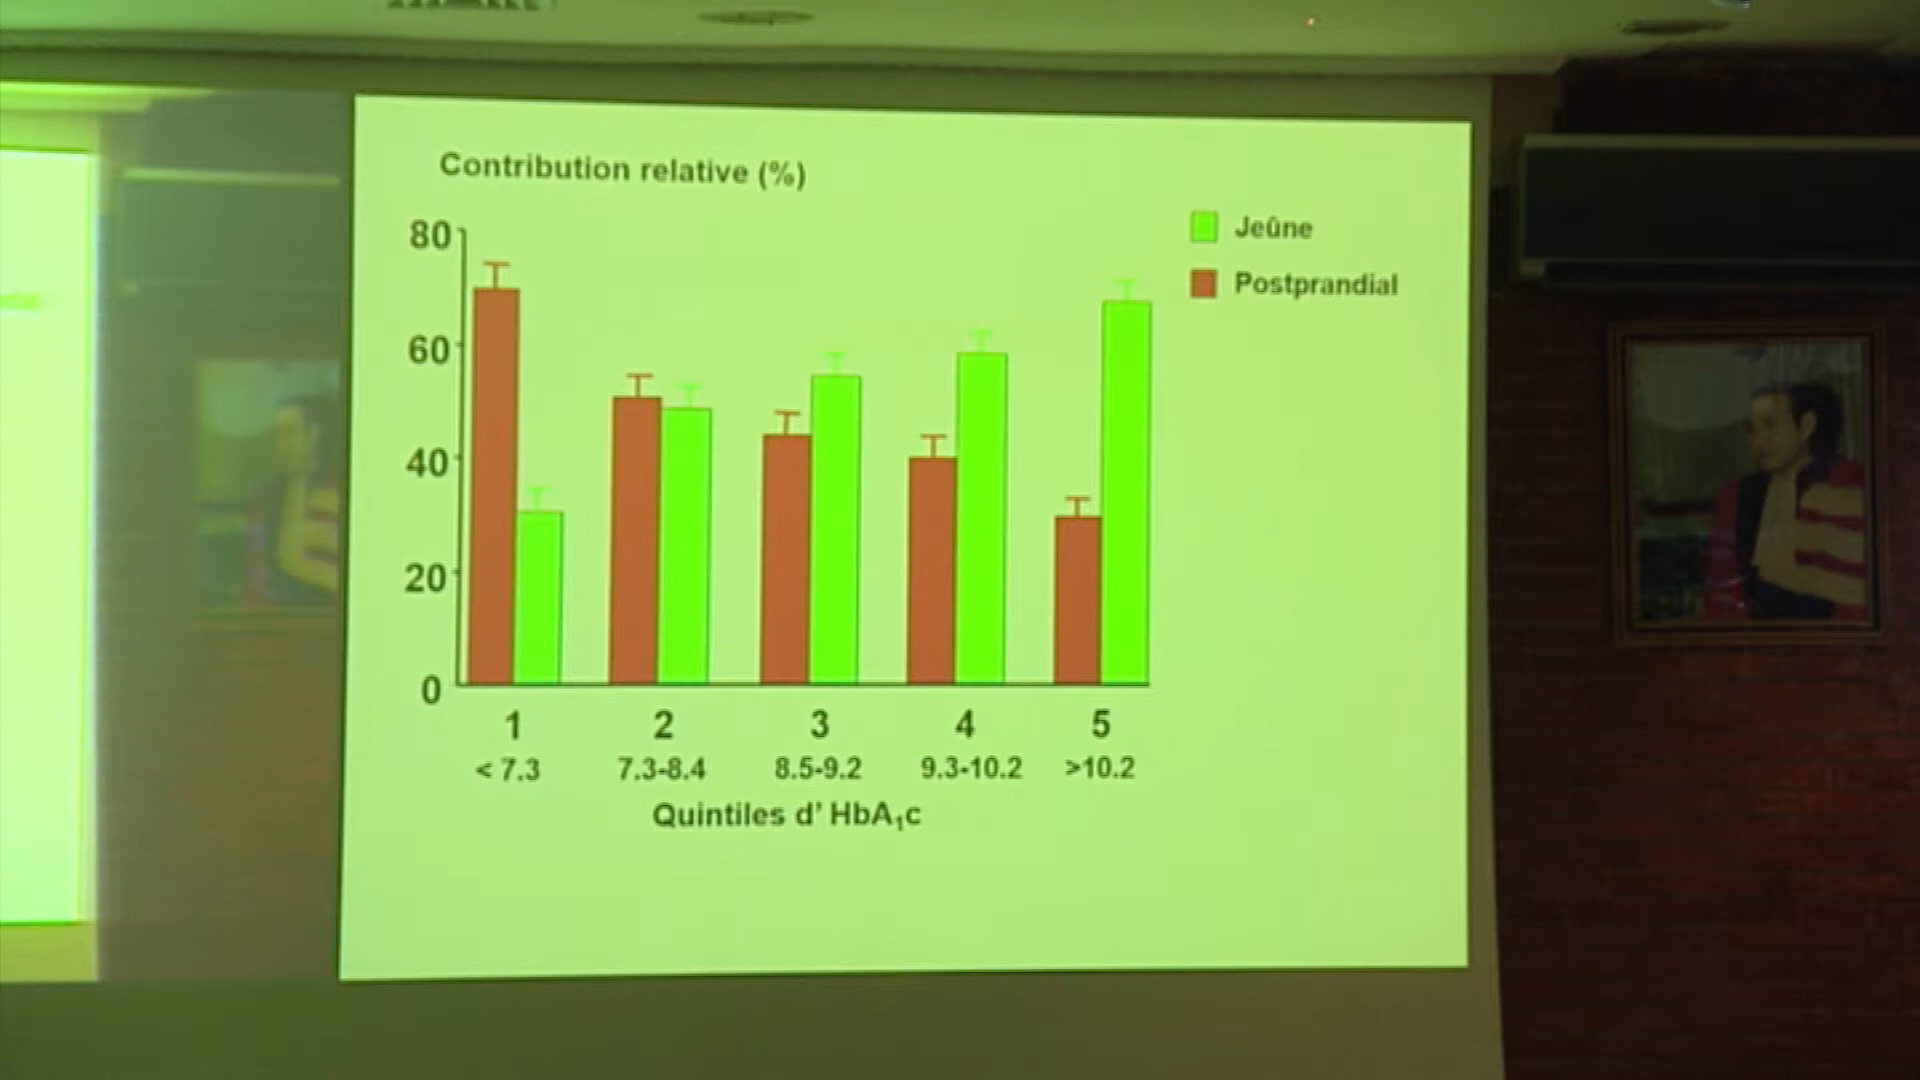 Contribution relative (%)
80
60
40
20
0
Jeûne
Postprandial
1 2 3 4 5
< 7.3 7.3-8.4 8.5-9.2 9.3-10.2 >10.2
Quintiles d' HbA₁c